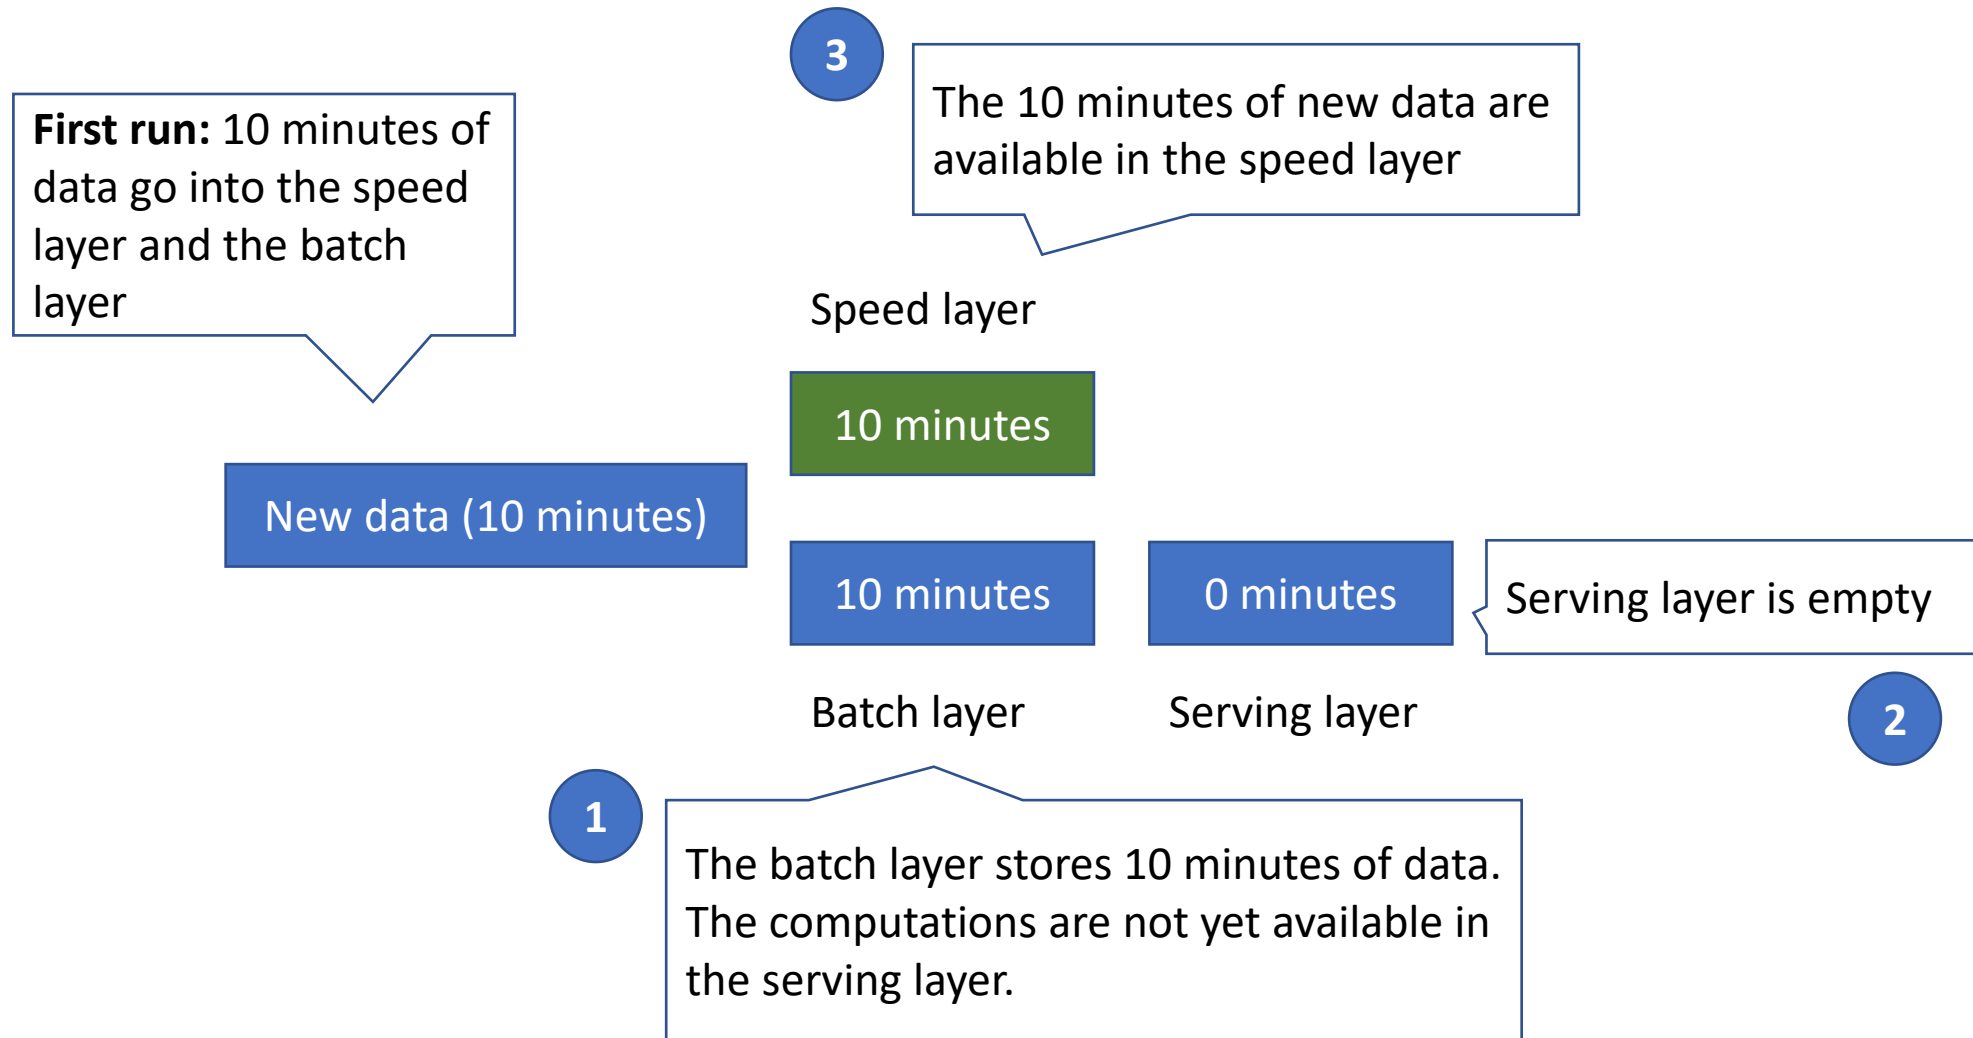 3
The 10 minutes of new data are
available in the speed layer
First run: 10 minutes of
data go into the speed
layer and the batch
layer
Speed layer
10 minutes
New data (10 minutes)
10 minutes
0 minutes
Serving layer is empty
Batch layer
Serving layer
2
1
The batch layer stores 10 minutes of data.
The computations are not yet available in
the serving layer.